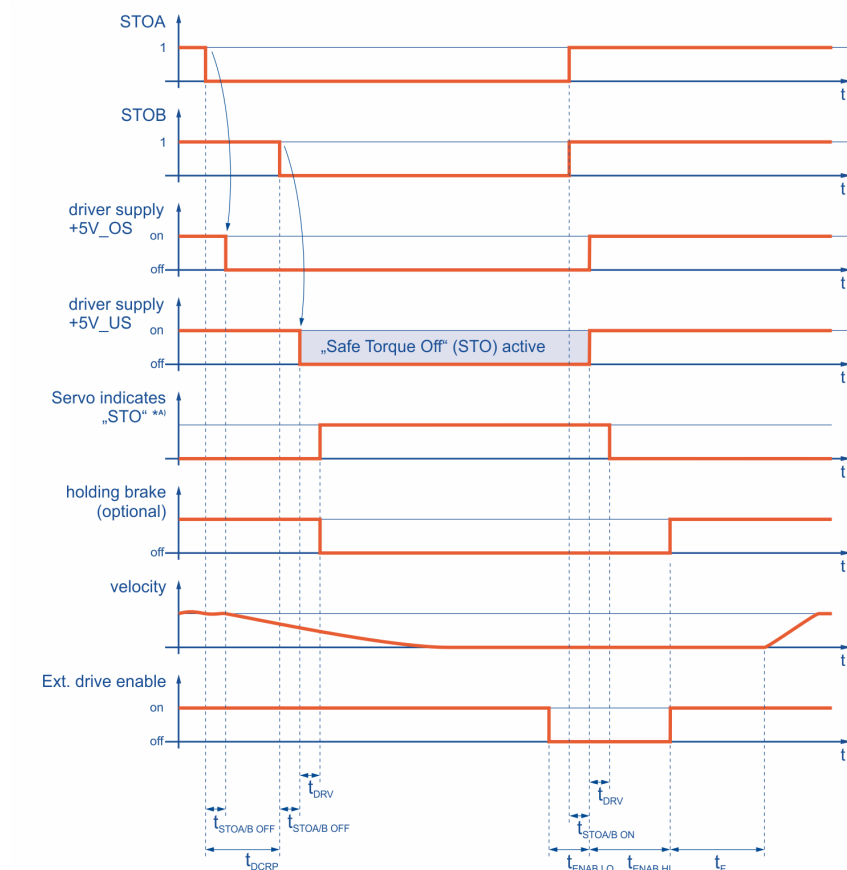 STOA
1
t
STOB
1
t
driver supply
+5V_OS
on
off
t
driver supply
+5V_US
on
„Safe Torque Off“ (STO) active
off
t
Servo indicates
„STO“ *A)
t
holding brake
(optional)
off
t
velocity
t
Ext. drive enable
on
off
t
tDRV
tDRV
tSTOA/B OFF
tSTOA/B OFF
tSTOA/B ON
tDCRP
tENAB LO
tENAB HI
tF